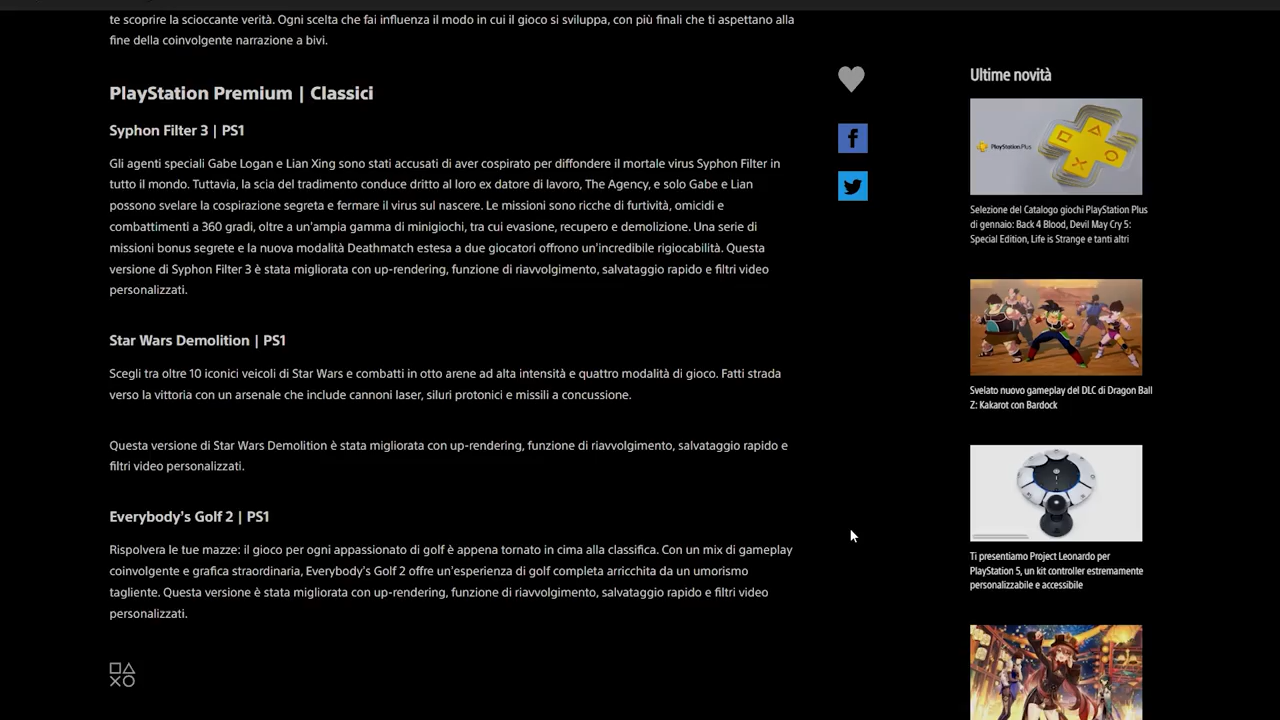 te scoprire la scioccante verità. Ogni scelta che fai influenza il modo in cui il gioco si sviluppa, con più finali che ti aspettano alla
fine della coinvolgente narrazione a bivi.
PlayStation Premium | Classici
Syphon Filter 3 | PS1
Gli agenti speciali Gabe Logan e Lian Xing sono stati accusati di aver cospirato per diffondere il mortale virus Syphon Filter in
tutto il mondo. Tuttavia, la scia del tradimento conduce dritto al loro ex datore di lavoro, The Agency, e solo Gabe e Lian
possono svelare la cospirazione segreta e fermare il virus sul nascere. Le missioni sono ricche di furtività, omicidi e
combattimenti a 360 gradi, oltre a un'ampia gamma di minigiochi, tra cui evasione, recupero e demolizione. Una serie di
missioni bonus segrete e la nuova modalità Deathmatch estesa a due giocatori offrono un'incredibile rigiocabilità. Questa
versione di Syphon Filter 3 è stata migliorata con up-rendering, funzione di riavvolgimento, salvataggio rapido e filtri video
personalizzati.
Star Wars Demolition | PS1
Scegli tra oltre 10 iconici veicoli di Star Wars e combatti in otto arene ad alta intensità e quattro modalità di gioco. Fatti strada
verso la vittoria con un arsenale che include cannoni laser, siluri protonici e missili a concussione.
Questa versione di Star Wars Demolition è stata migliorata con up-rendering, funzione di riavvolgimento, salvataggio rapido e
filtri video personalizzati.
Everybody's Golf 2 | PS1
Rispolvera le tue mazze: il gioco per ogni appassionato di golf è appena tornato in cima alla classifica. Con un mix di gameplay
coinvolgente e grafica straordinaria, Everybody's Golf 2 offre un'esperienza di golf completa arricchita da un umorismo
tagliente. Questa versione è stata migliorata con up-rendering, funzione di riavvolgimento, salvataggio rapido e filtri video
personalizzati.
Ultime novità
PlayStation.Plus
Selezione del Catalogo giochi PlayStation Plus
di gennaio: Back 4 Blood, Devil May Cry 5:
Special Edition, Life is Strange e tanti altri
Svelato nuovo gameplay del DLC di Dragon Ball
Z: Kakarot con Bardock
Ti presentiamo Project Leonardo per
PlayStation 5, un kit controller estremamente
personalizzabile e accessibile